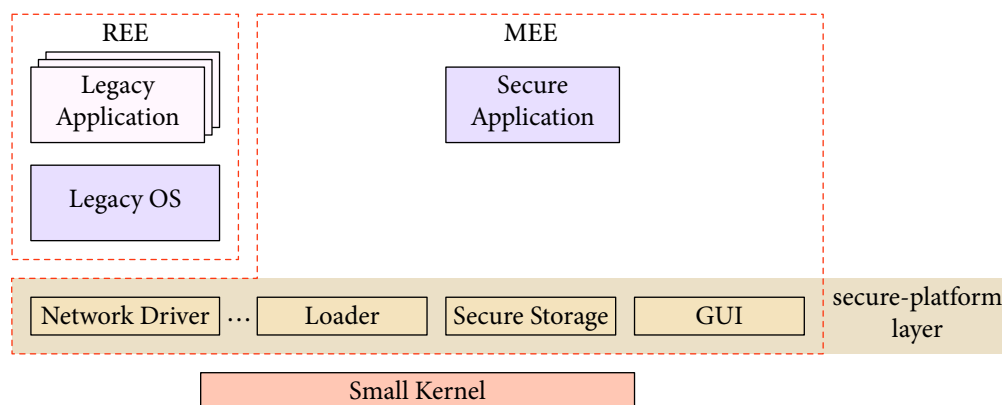 REE
MEE
Legacy
Application
Secure
Application
Legacy OS
Network Driver
...
Loader
Secure Storage
GUI
secure-platform
layer
Small Kernel